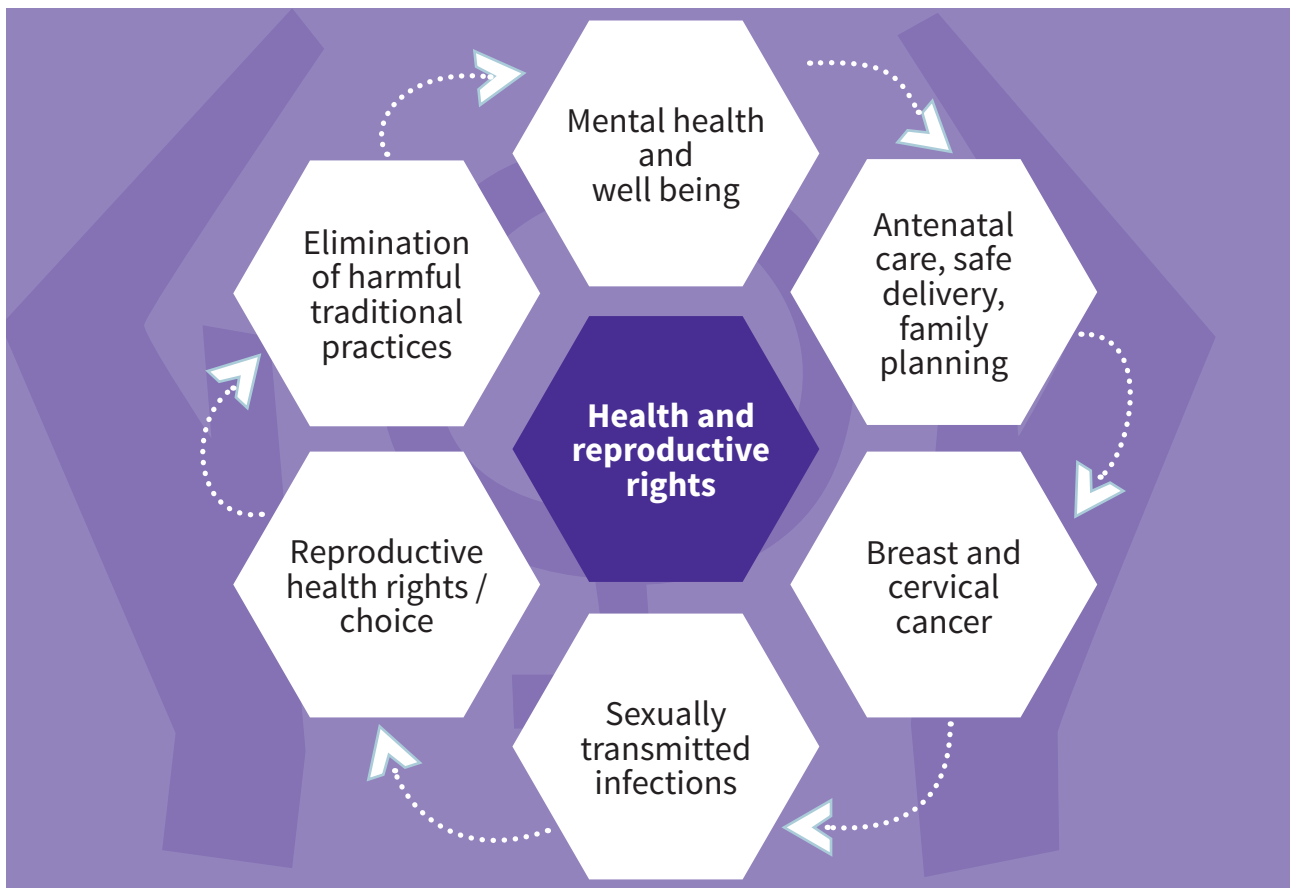 Mental health
and
well being
Antenatal
care, safe
delivery,
family
planning
Breast and
cervical
cancer
Sexually
transmitted
infections
Reproductive
health rights /
choice
Elimination
of harmful
traditional
practices
Health and
reproductive
rights